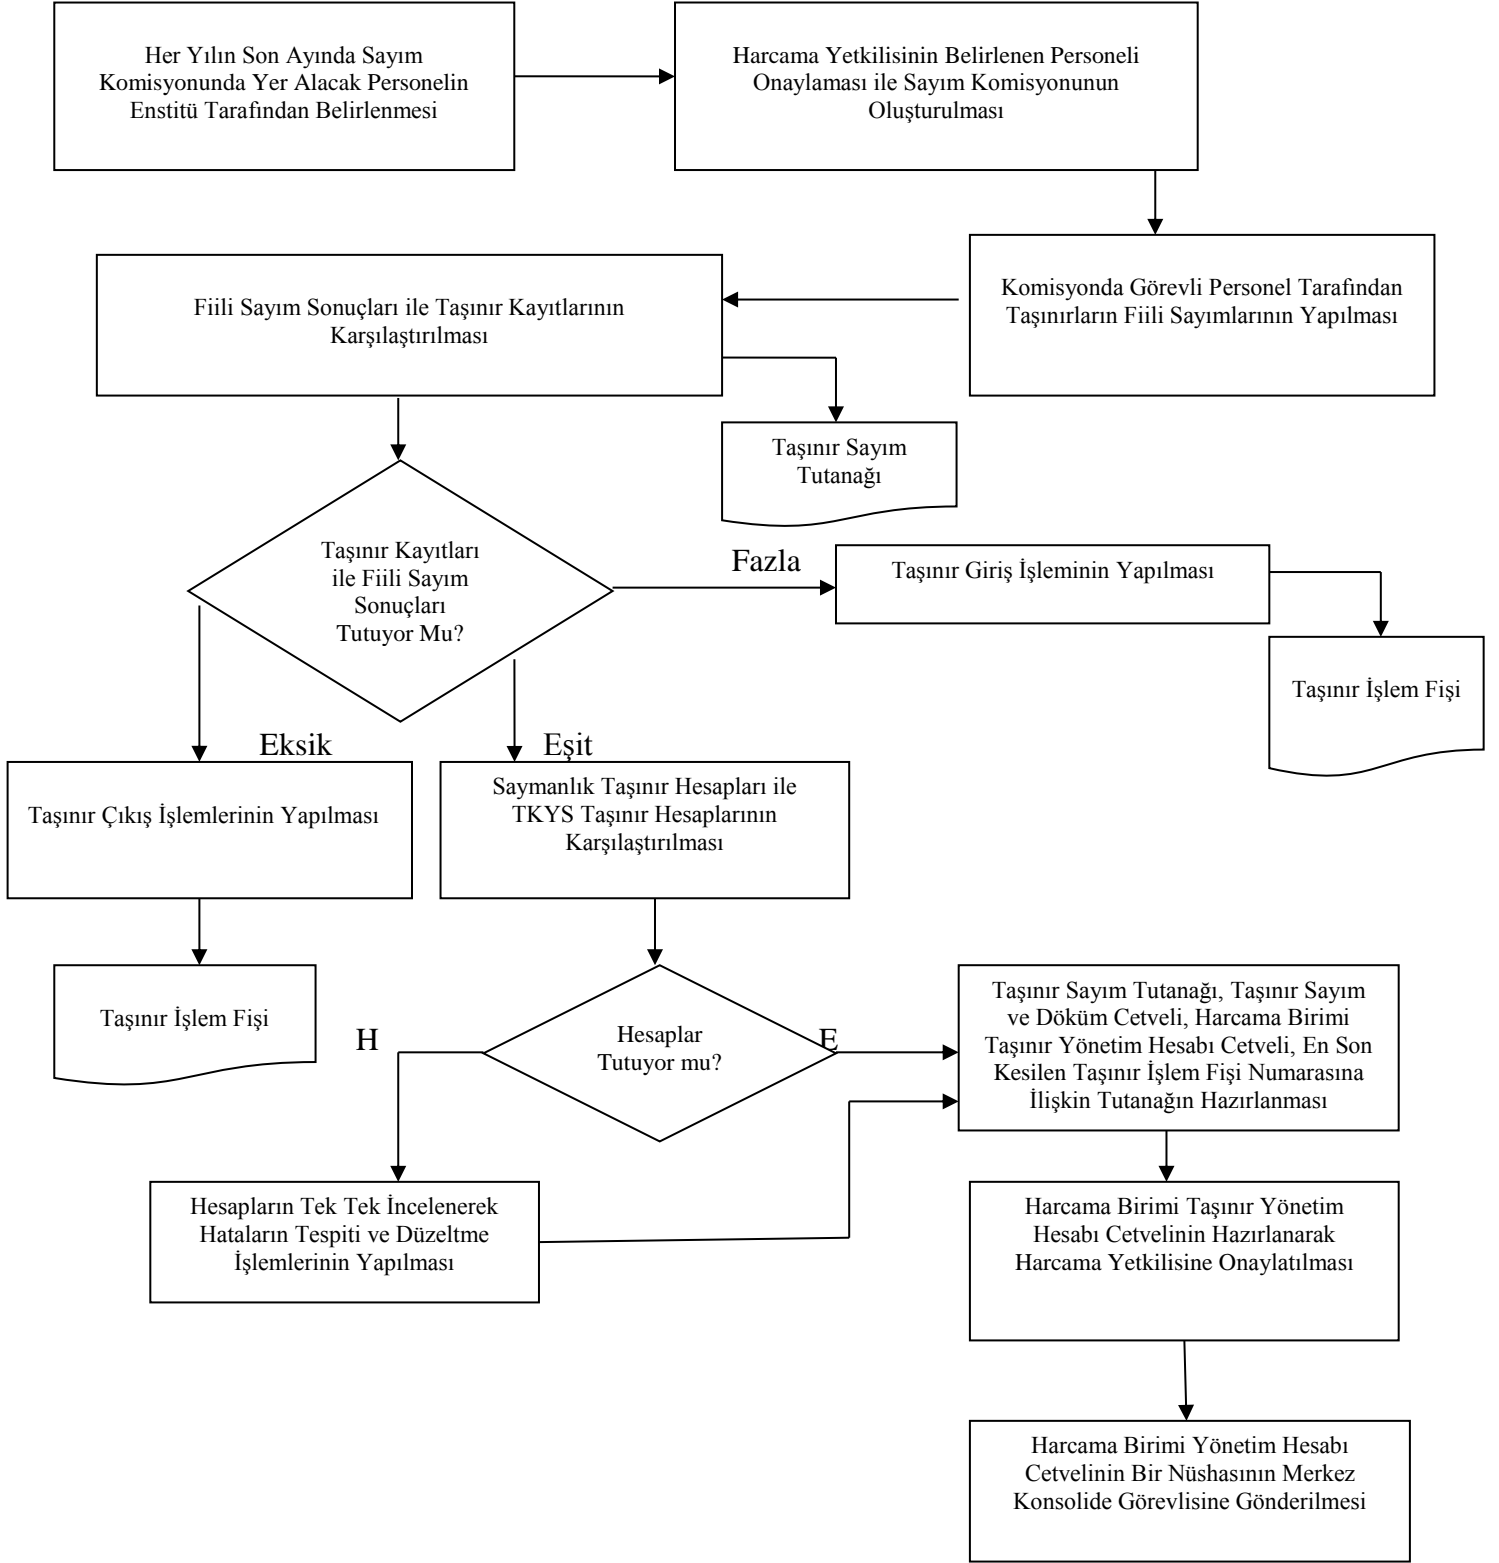 Her Yılın Son Ayında Sayım
Komisyonunda Yer Alacak Personelin
Enstitü Tarafından Belirlenmesi
Harcama Yetkilisinin Belirlenen Personeli
Onaylaması ile Sayım Komisyonunun
Oluşturulması
Komisyonda Görevli Personel Tarafından
Taşınırların Fiili Sayımlarının Yapılması
Fiili Sayım Sonuçları ile Taşınır Kayıtlarının
Karşılaştırılması
Taşınır Sayım
Tutanağı
Taşınır Kayıtları
ile Fiili Sayım
Sonuçları
Tutuyor Mu?
Fazla
Taşınır Giriş İşleminin Yapılması
Taşınır İşlem Fişi
Eksik
Eşit
Taşınır Çıkış İşlemlerinin Yapılması
Saymanlık Taşınır Hesapları ile
TKYS Taşınır Hesaplarının
Karşılaştırılması
Taşınır İşlem Fişi
H
Hesaplar
Tutuyor mu?
E
Taşınır Sayım Tutanağı, Taşınır Sayım
ve Döküm Cetveli, Harcama Birimi
Taşınır Yönetim Hesabı Cetveli, En Son
Kesilen Taşınır İşlem Fişi Numarasına
İlişkin Tutanağın Hazırlanması
Hesapların Tek Tek İncelenerek
Hataların Tespiti ve Düzeltme
İşlemlerinin Yapılması
Harcama Birimi Taşınır Yönetim
Hesabı Cetvelinin Hazırlanarak
Harcama Yetkilisine Onaylatılması
Harcama Birimi Yönetim Hesabı
Cetvelinin Bir Nüshasının Merkez
Konsolide Görevlisine Gönderilmesi